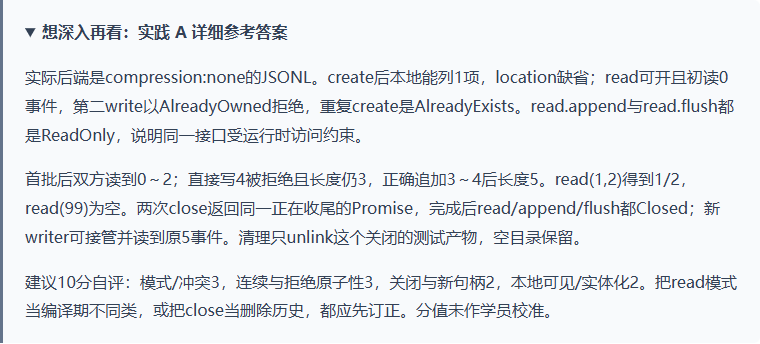 ▼ 想深入再看：实践 A 详细参考答案
实际后端是compression:none的JSONL。create后本地能列1项，location缺省；read可开且初读0
事件，第二write以AlreadyOwned拒绝，重复create是AlreadyExists。read.append与read.flush都
是ReadOnly，说明同一接口受运行时访问约束。
首批后双方读到0～2；直接写4被拒绝且长度仍3，正确追加3～4后长度5。read(1,2)得到1/2，
read(99)为空。两次close返回同一正在收尾的Promise，完成后read/append/flush都Closed；新
writer可接管并读到原5事件。清理只unlink这个关闭的测试产物，空目录保留。
建议10分自评：模式/冲突3，连续与拒绝原子性3，关闭与新句柄2，本地可见/实体化2。把read模式
当编译期不同类，或把close当删除历史，都应先订正。分值未作学员校准。